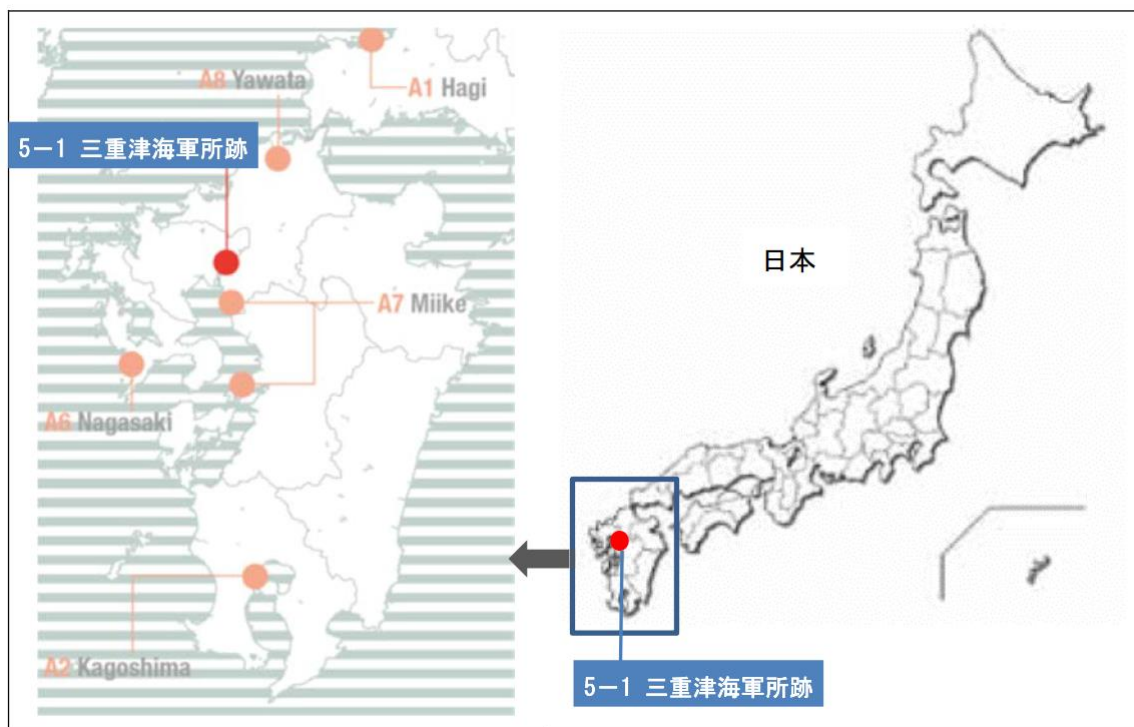 A8 Yawata
A1 Hagi
5－1 三重津海軍所跡
A7 Miike
A6 Nagasaki
A2 Kagoshima
日本
5－1 三重津海軍所跡